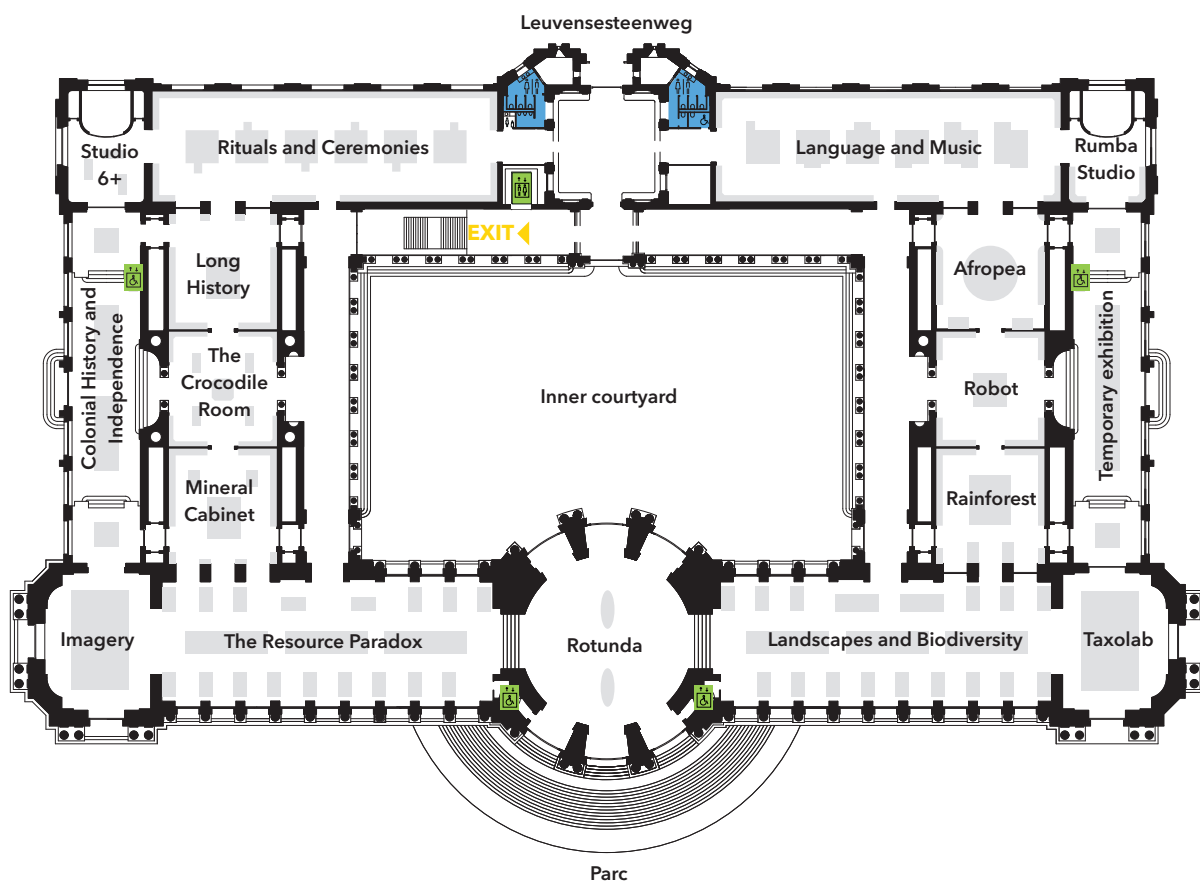 Leuvensesteenweg
Studio
6+
Rituals and Ceremonies
Language and Music
Rumba
Studio
EXIT
Long
History
Afropea
Colonial History and
Independence
The
Crocodile
Room
Inner courtyard
Robot
Temporary exhibition
Mineral
Cabinet
Rainforest
Imagery
The Resource Paradox
Rotunda
Landscapes and Biodiversity
Taxolab
Parc